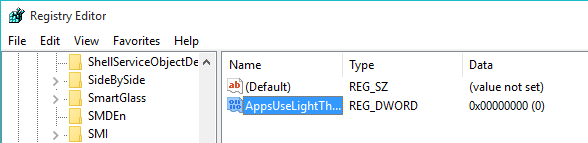 Registry Editor
File Edit View Favorites Help
ShellServiceObjectDe
SideBySide
SmartGlass
SMDEn
SMI
Name Type Data
ab (Default) REG_SZ (value not set)
AppsUseLightTh... REG_DWORD 0x00000000 (0)